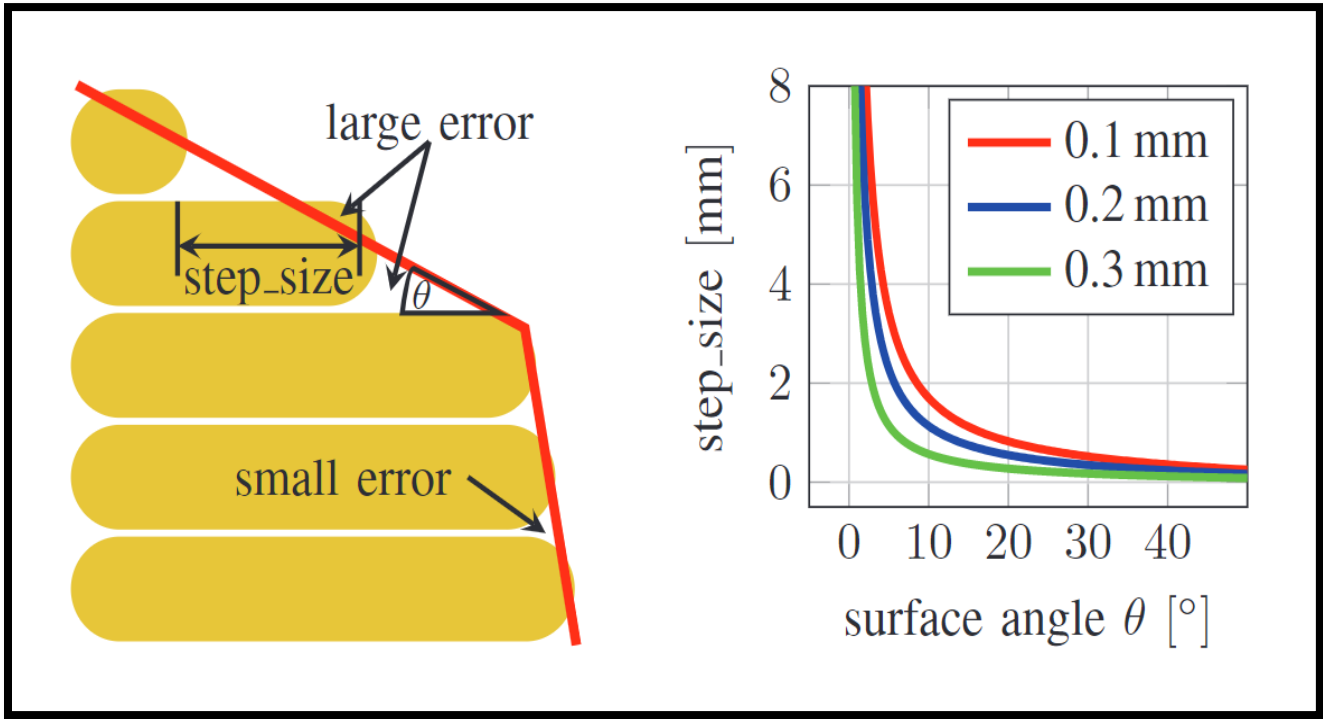 large error
step_size
θ
small error
step_size [mm]
8
6
4
2
0
0.1 mm
0.2 mm
0.3 mm
0 10 20 30 40
surface angle θ [°]